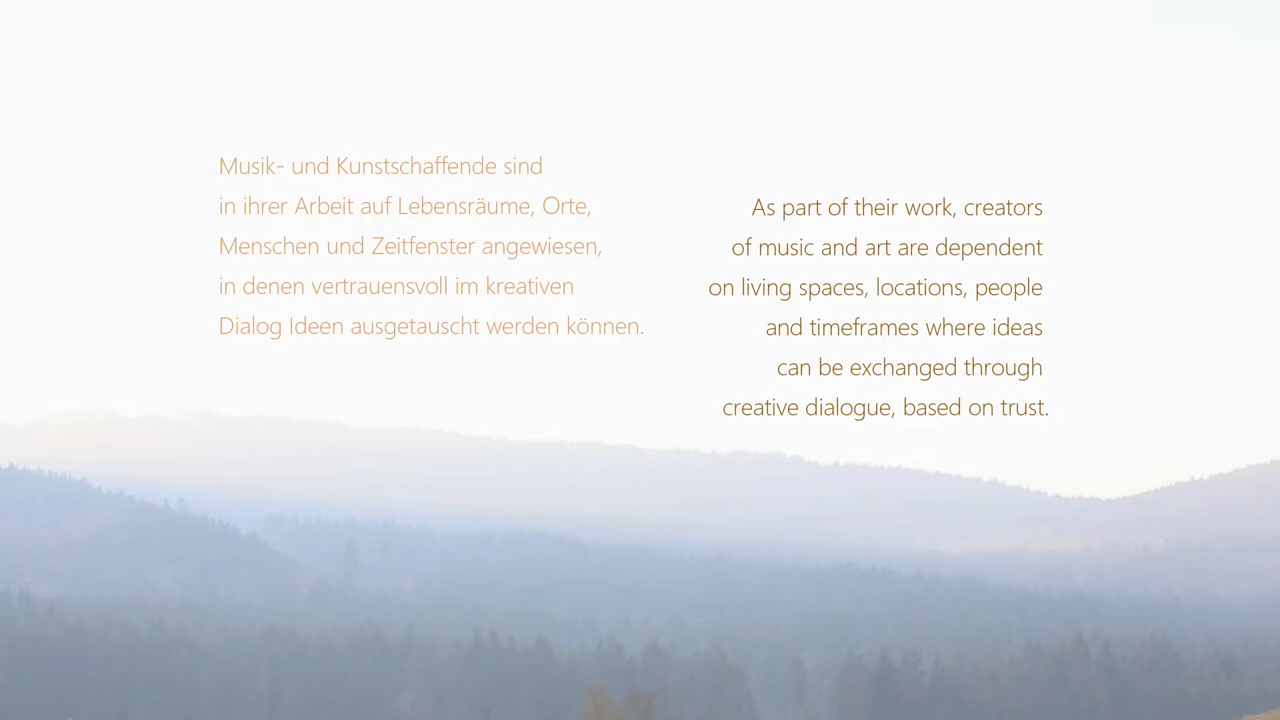 Musik- und Kunstschaffende sind
in ihrer Arbeit auf Lebensräume, Orte,
Menschen und Zeitfenster angewiesen,
in denen vertrauensvoll im kreativen
Dialog Ideen ausgetauscht werden können.
As part of their work, creators
of music and art are dependent
on living spaces, locations, people
and timeframes where ideas
can be exchanged through
creative dialogue, based on trust.